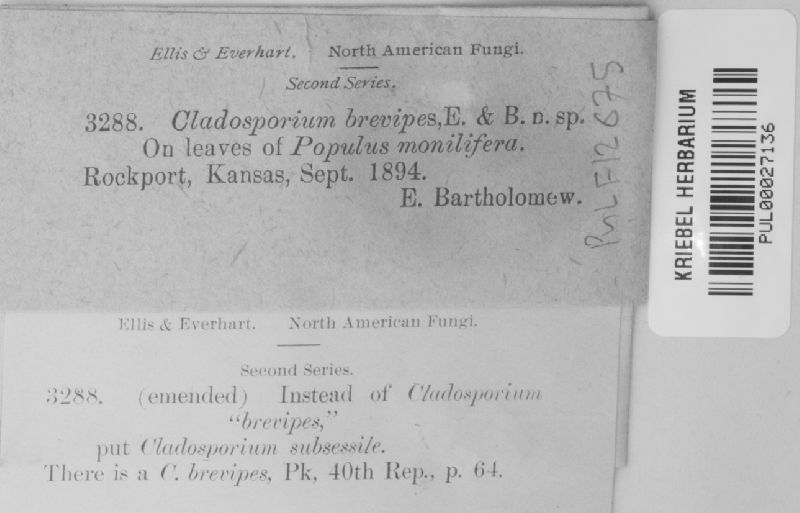 Ellis & Everhart. North American Fungi.
Second Series.
3288. Cladosporium brevipes, E. & B. n. sp.
On leaves of Populus monilifera.
Rockport, Kansas, Sept. 1894.
E. Bartholomew.
PUL F12675
KRIEBEL HERBARIUM
PUL00027136
Ellis & Everhart. North American Fungi.
Second Series.
3288. (emended) Instead of Cladosporium
"brevipes,"
put Cladosporium subsessile.
There is a C. brevipes, Pk, 40th Rep., p. 64.